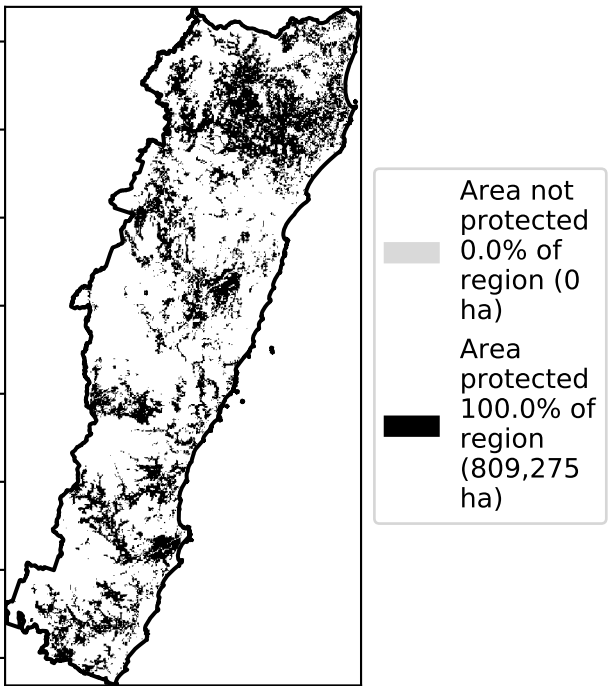 Area not
protected
0.0% of
region (0
ha)
Area
protected
100.0% of
region
(809,275
ha)